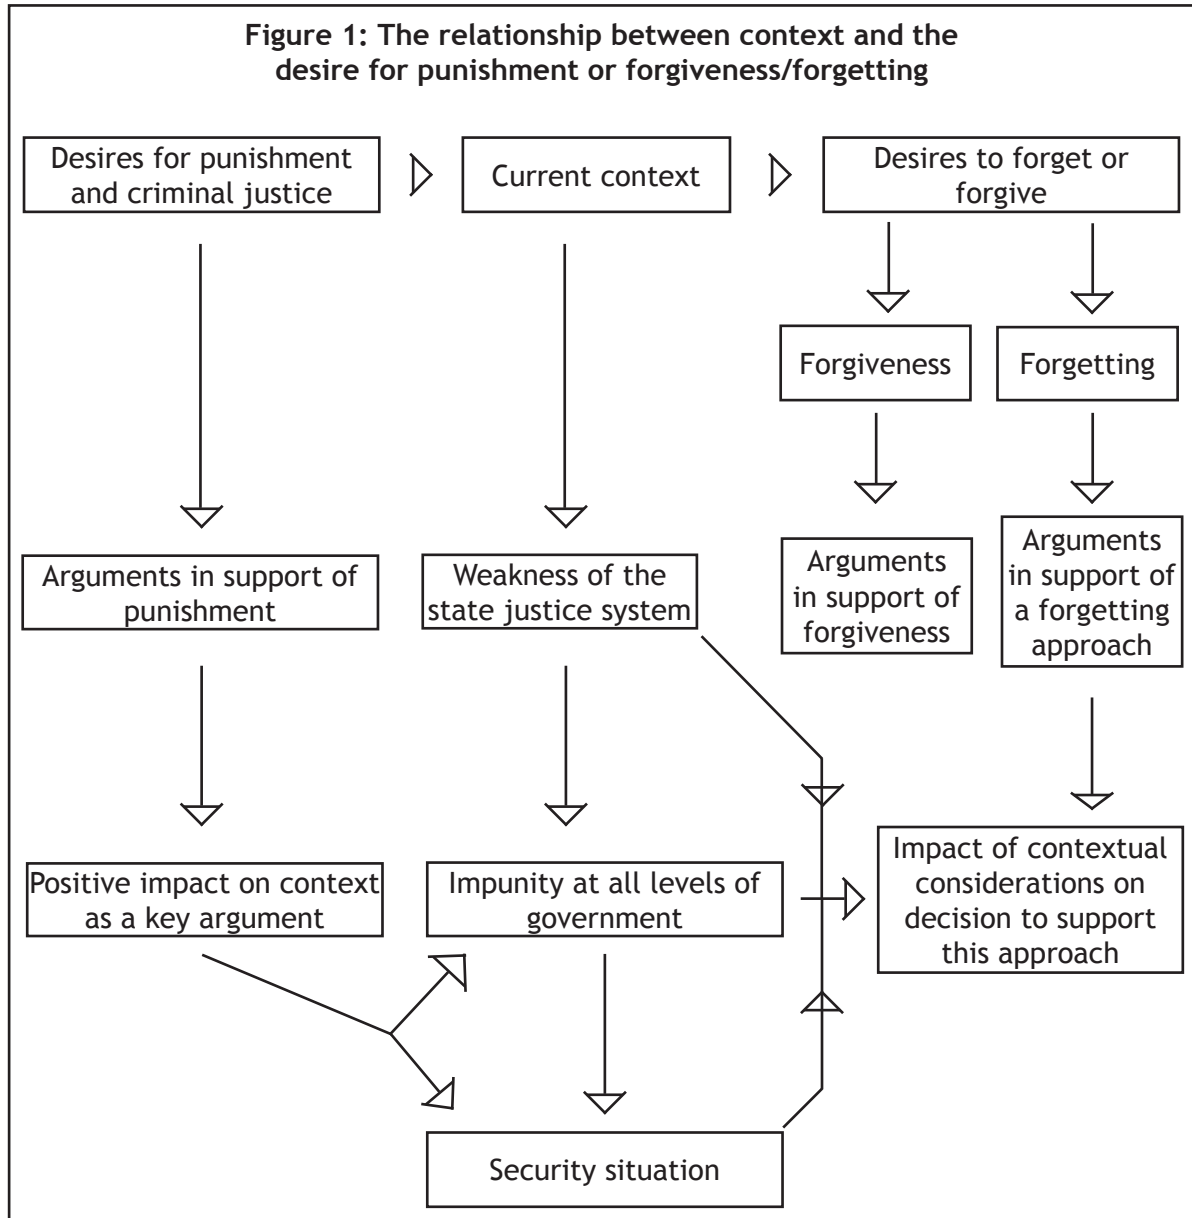 Figure 1: The relationship between context and the
desire for punishment or forgiveness/forgetting
Desires for punishment
and criminal justice
Current context
Desires to forget or
forgive
Forgiveness
Forgetting
Arguments in support of
punishment
Weakness of the
state justice system
Arguments
in support of
forgiveness
Arguments
in support of
a forgetting
approach
Positive impact on context
as a key argument
Impunity at all levels of
government
Impact of contextual
considerations on
decision to support
this approach
Security situation